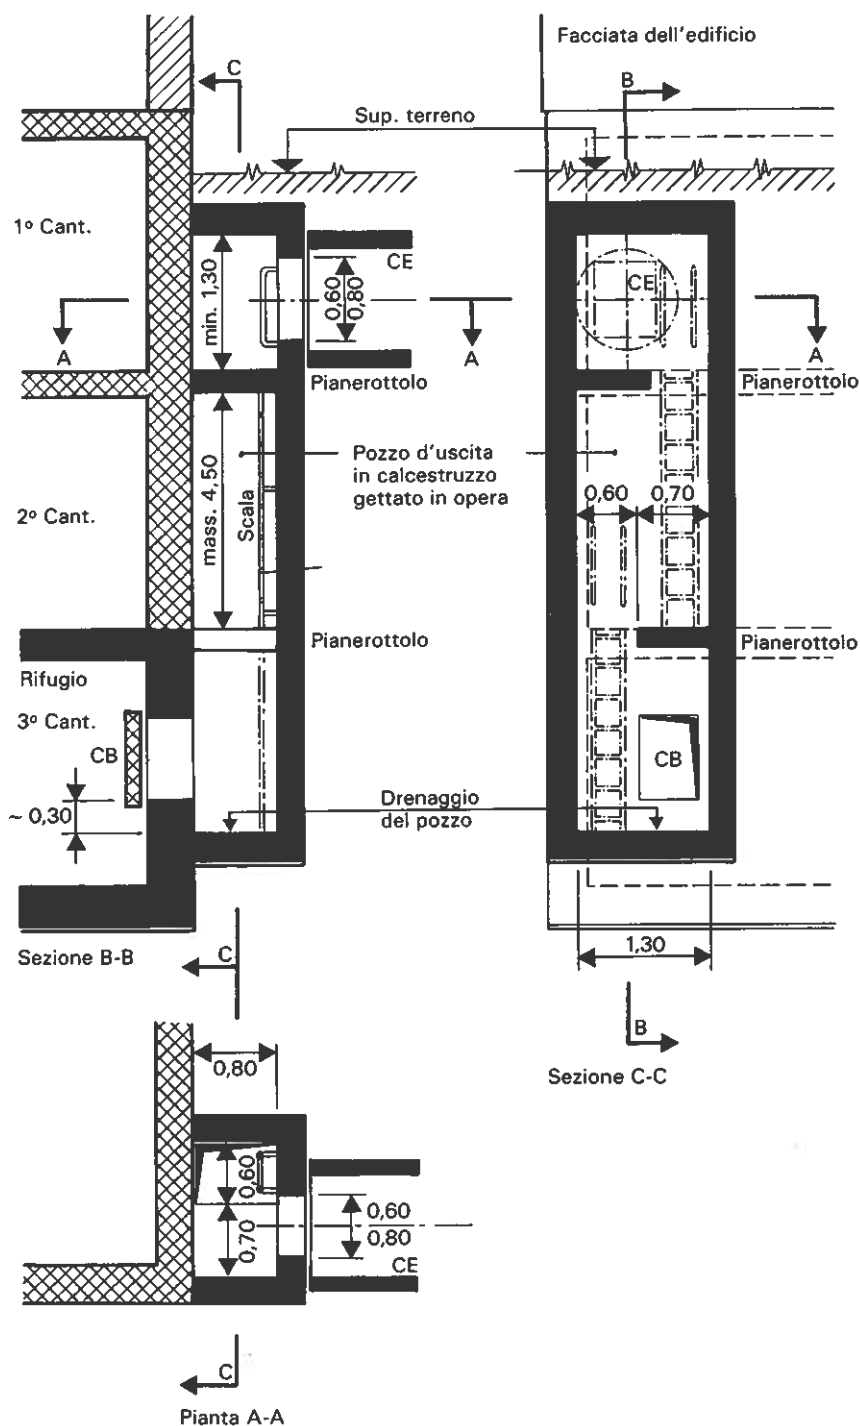 Facciata dell'edificio
C
B
Sup. terreno
1º Cant.
CE
CE
min. 1,30
0,60
0,80
A
A
A
A
Pianerottolo
Pianerottolo
Pozzo d'uscita
in calcestruzzo
gettato in opera
mass. 4,50
Scala
0,60
0,70
2º Cant.
Pianerottolo
Pianerottolo
Rifugio
3º Cant.
CB
CB
~ 0,30
Drenaggio
del pozzo
Sezione B-B
C
1,30
B
Sezione C-C
0,80
0,60
0,70
0,60
0,80
CE
C
Pianta A-A